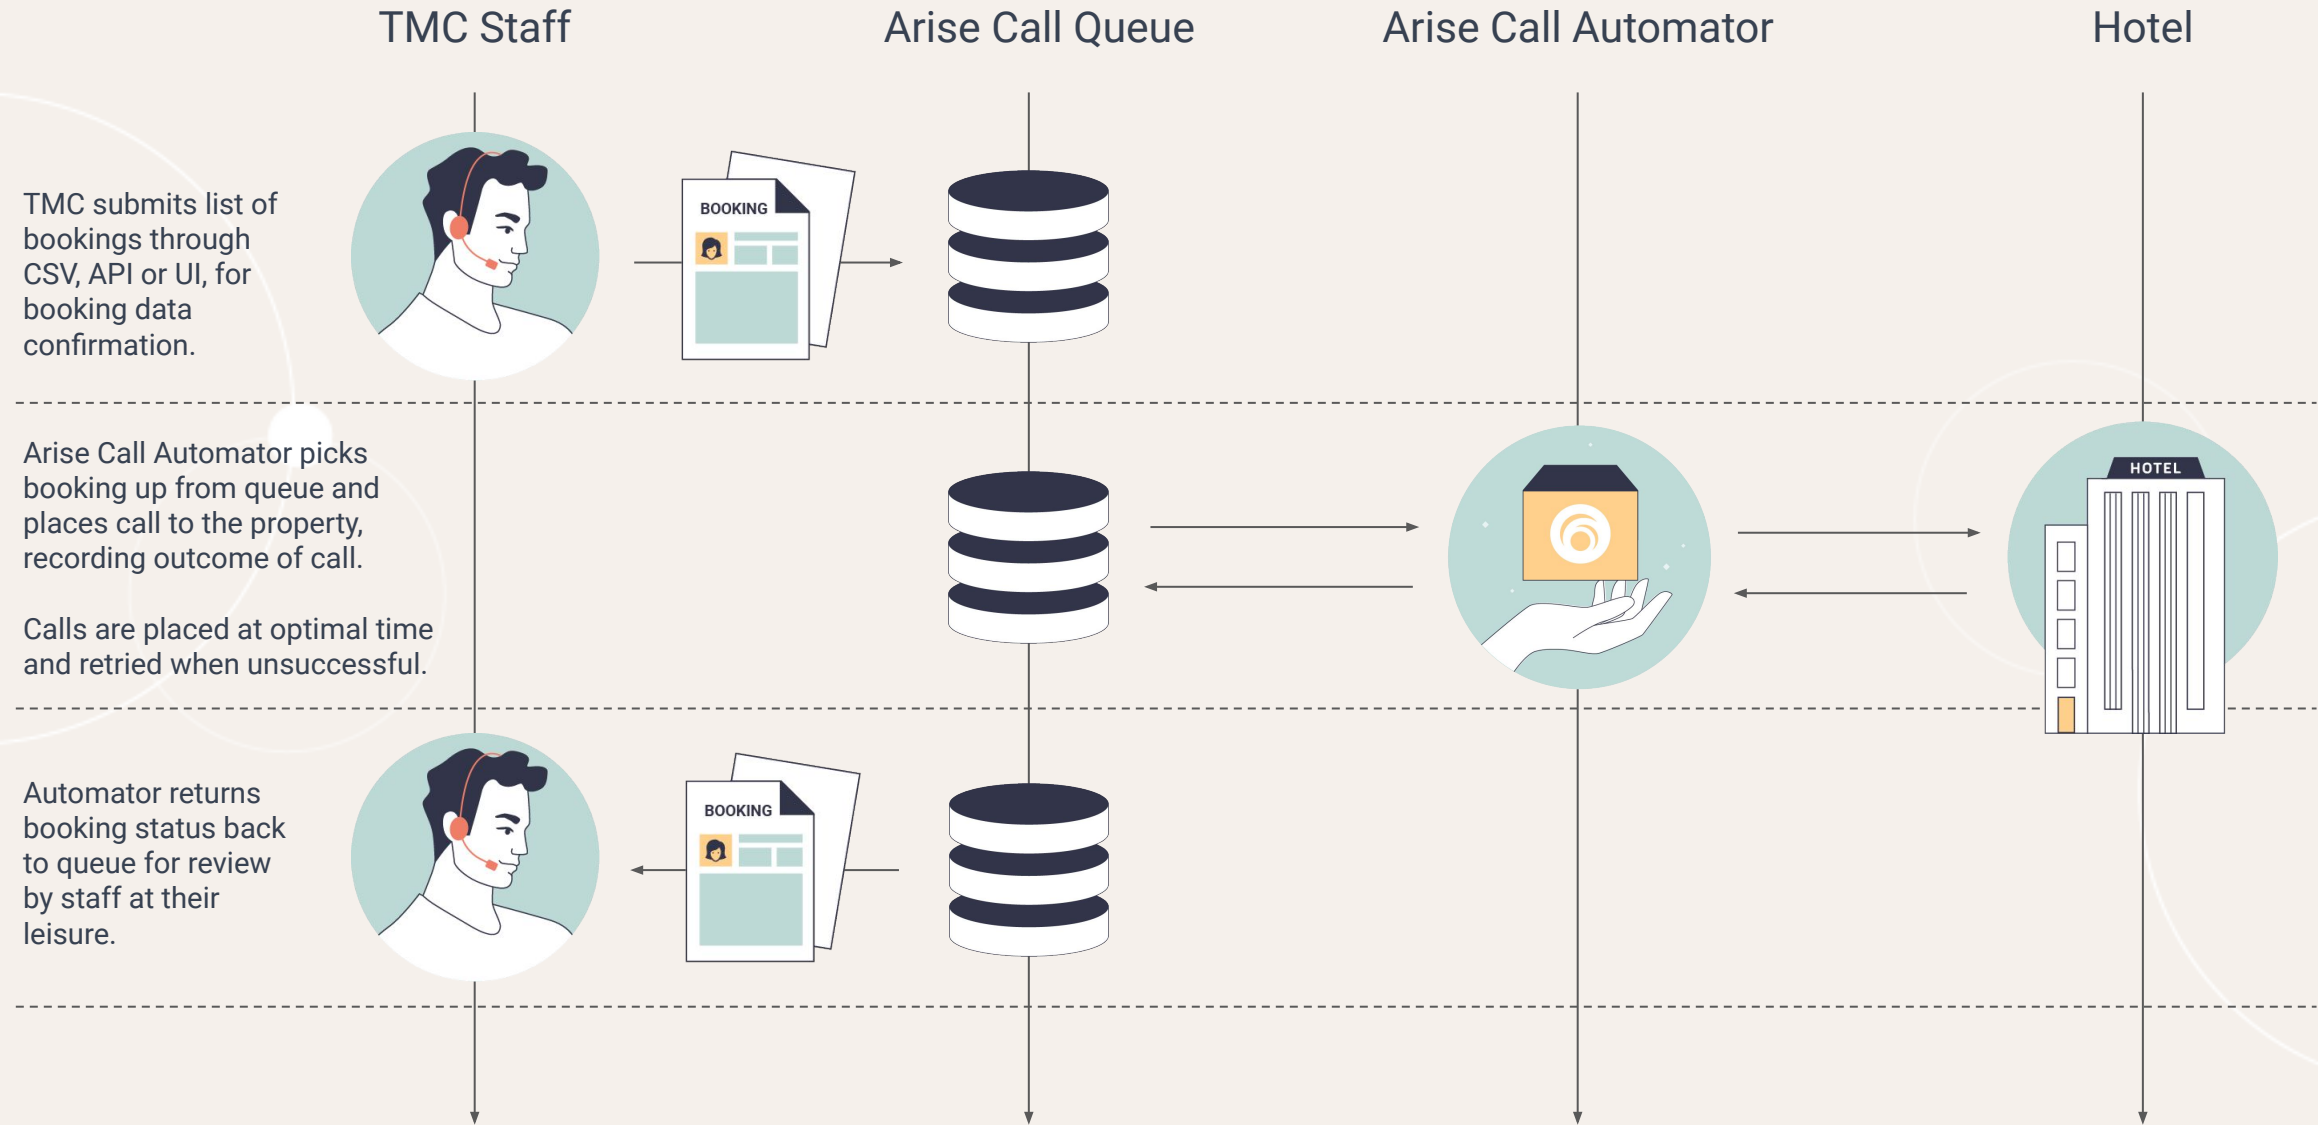 TMC Staff
Arise Call Queue
Arise Call Automator
Hotel
TMC submits list of
bookings through
CSV, API or UI, for
booking data
confirmation.
BOOKING
Arise Call Automator picks
booking up from queue and
places call to the property,
recording outcome of call.
Calls are placed at optimal time
and retried when unsuccessful.
HOTEL
Automator returns
booking status back
to queue for review
by staff at their
leisure.
BOOKING